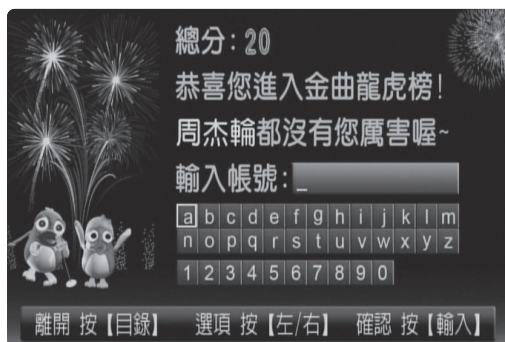 總分：20
恭喜您進入金曲龍虎榜！
周杰輪都沒有您厲害喔~
輸入帳號：_
a b c d e f g h i j k l m
n o p q r s t u v w x y z
1 2 3 4 5 6 7 8 9 0
離開 按【目錄】 選項 按【左/右】 確認 按【輸入】